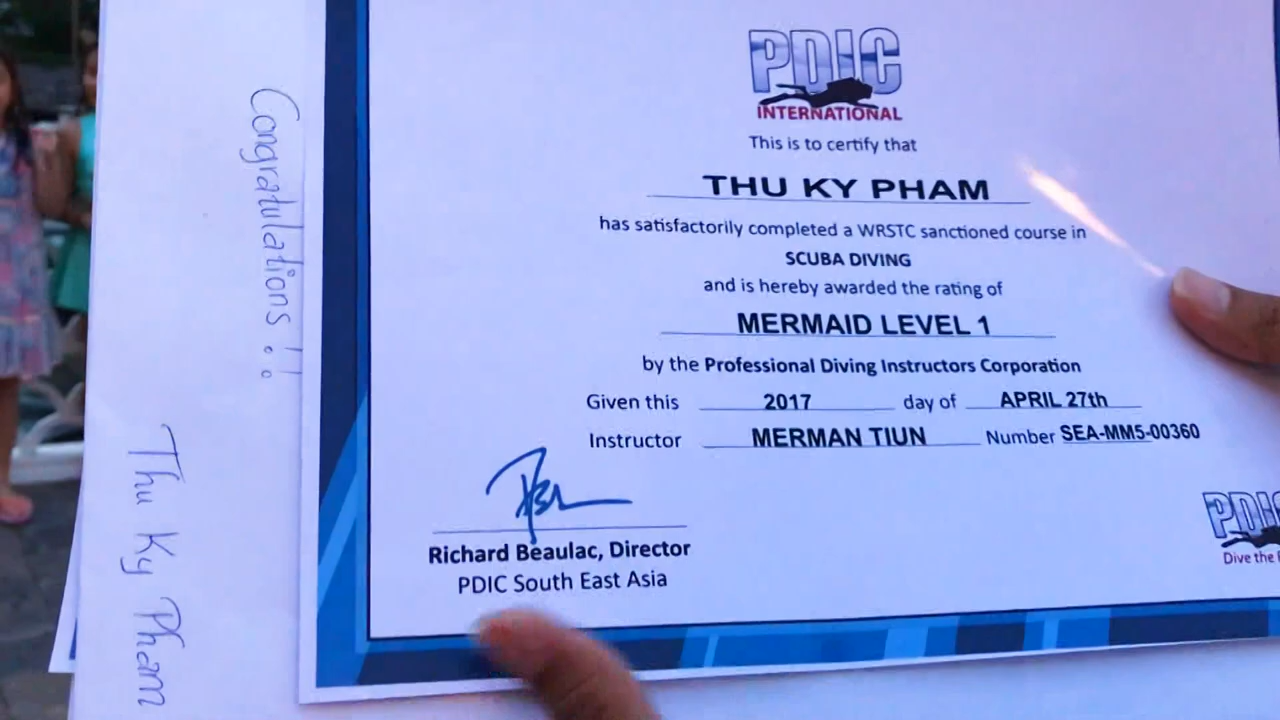 Congratulations!!
Thu Ky Pham
PDIC
INTERNATIONAL
This is to certify that
THU KY PHAM
has satisfactorily completed a WRSTC sanctioned course in
SCUBA DIVING
and is hereby awarded the rating of
MERMAID LEVEL 1
by the Professional Diving Instructors Corporation
Given this 2017 day of APRIL 27th
Instructor MERMAN TIUN Number SEA-MM5-00360
Richard Beaulac, Director
PDIC South East Asia
PDIC
Dive the